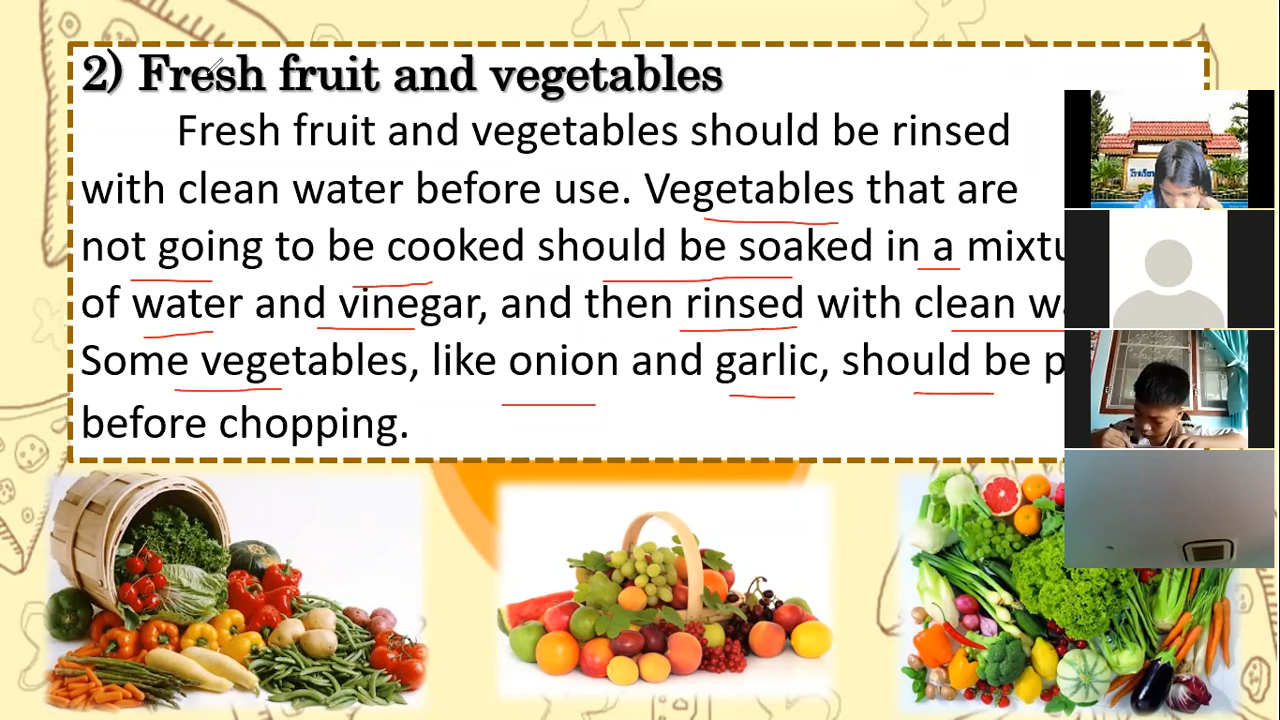 2) Fresh fruit and vegetables
Fresh fruit and vegetables should be rinsed
with clean water before use. Vegetables that are
not going to be cooked should be soaked in a
of water and vinegar, and then rinsed with clean
Some vegetables, like onion and garlic, should be
before chopping.